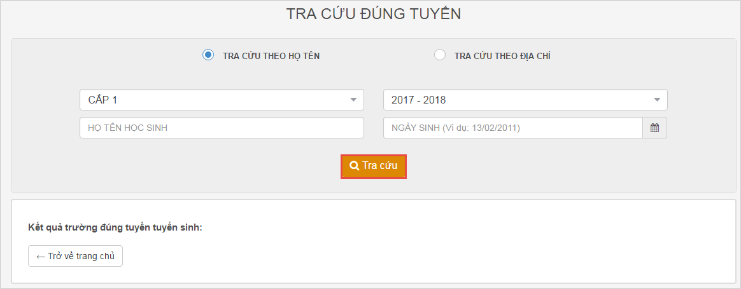 TRA CỨU ĐÚNG TUYẾN
TRA CỨU THEO HỌ TÊN
TRA CỨU THEO ĐỊA CHỈ
CẤP 1
2017 - 2018
HỌ TÊN HỌC SINH
NGÀY SINH (Ví dụ: 13/02/2011)
Tra cứu
Kết quả trường đúng tuyến tuyển sinh:
← Trở về trang chủ